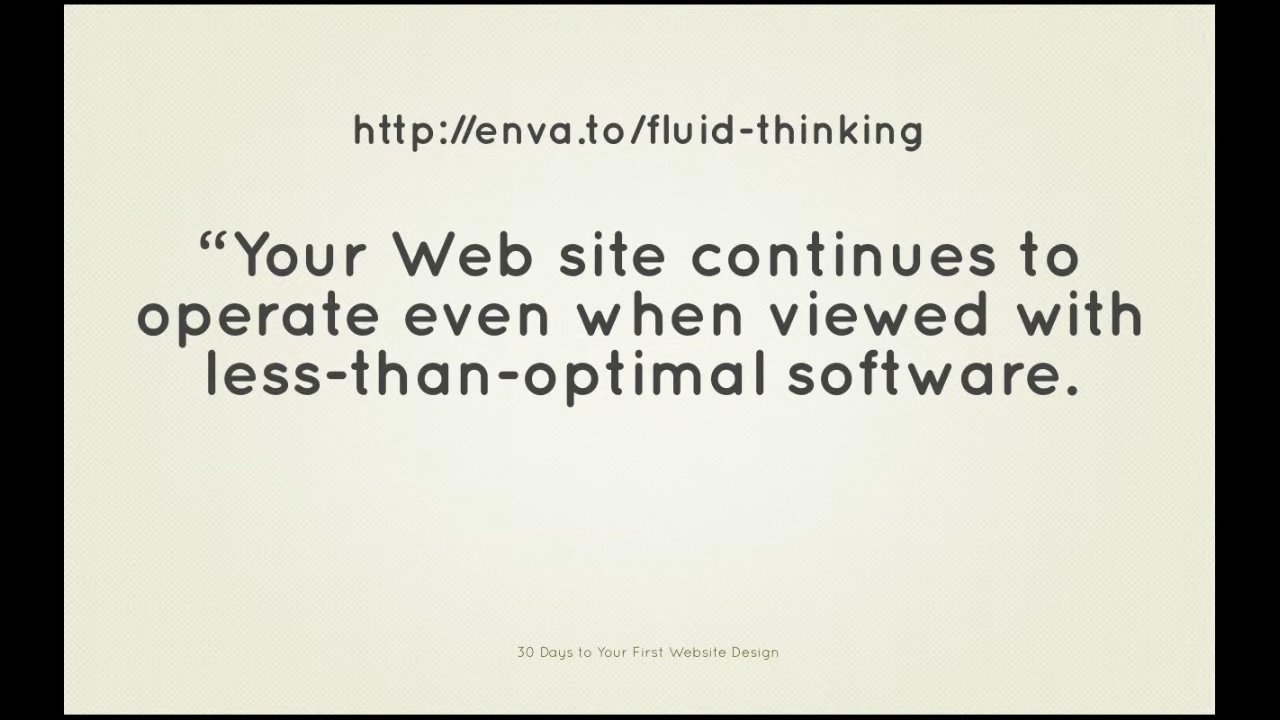 http://enva.to/fluid-thinking
“Your Web site continues to
operate even when viewed with
less-than-optimal software.
30 Days to Your First Website Design